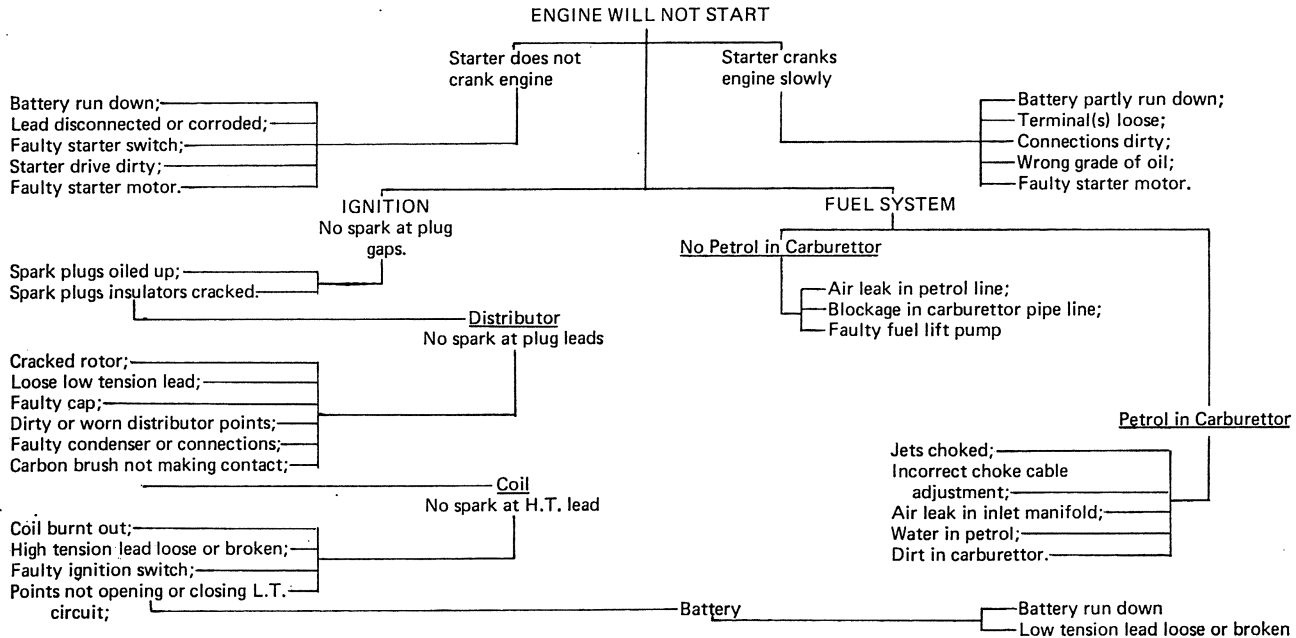 ENGINE WILL NOT START
Starter does not
crank engine
Starter cranks
engine slowly
Battery run down;
Lead disconnected or corroded;
Faulty starter switch;
Starter drive dirty;
Faulty starter motor.
Battery partly run down;
Terminal(s) loose;
Connections dirty;
Wrong grade of oil;
Faulty starter motor.
IGNITION
No spark at plug
gaps.
Spark plugs oiled up;
Spark plugs insulators cracked.
Distributor
No spark at plug leads
Cracked rotor;
Loose low tension lead;
Faulty cap;
Dirty or worn distributor points;
Faulty condenser or connections;
Carbon brush not making contact;
Coil
No spark at H.T. lead
Coil burnt out;
High tension lead loose or broken;
Faulty ignition switch;
Points not opening or closing L.T.
circuit;
Battery
Battery run down
Low tension lead loose or broken
FUEL SYSTEM
No Petrol in Carburettor
Air leak in petrol line;
Blockage in carburettor pipe line;
Faulty fuel lift pump
Petrol in Carburettor
Jets choked;
Incorrect choke cable
adjustment;
Air leak in inlet manifold;
Water in petrol;
Dirt in carburettor.